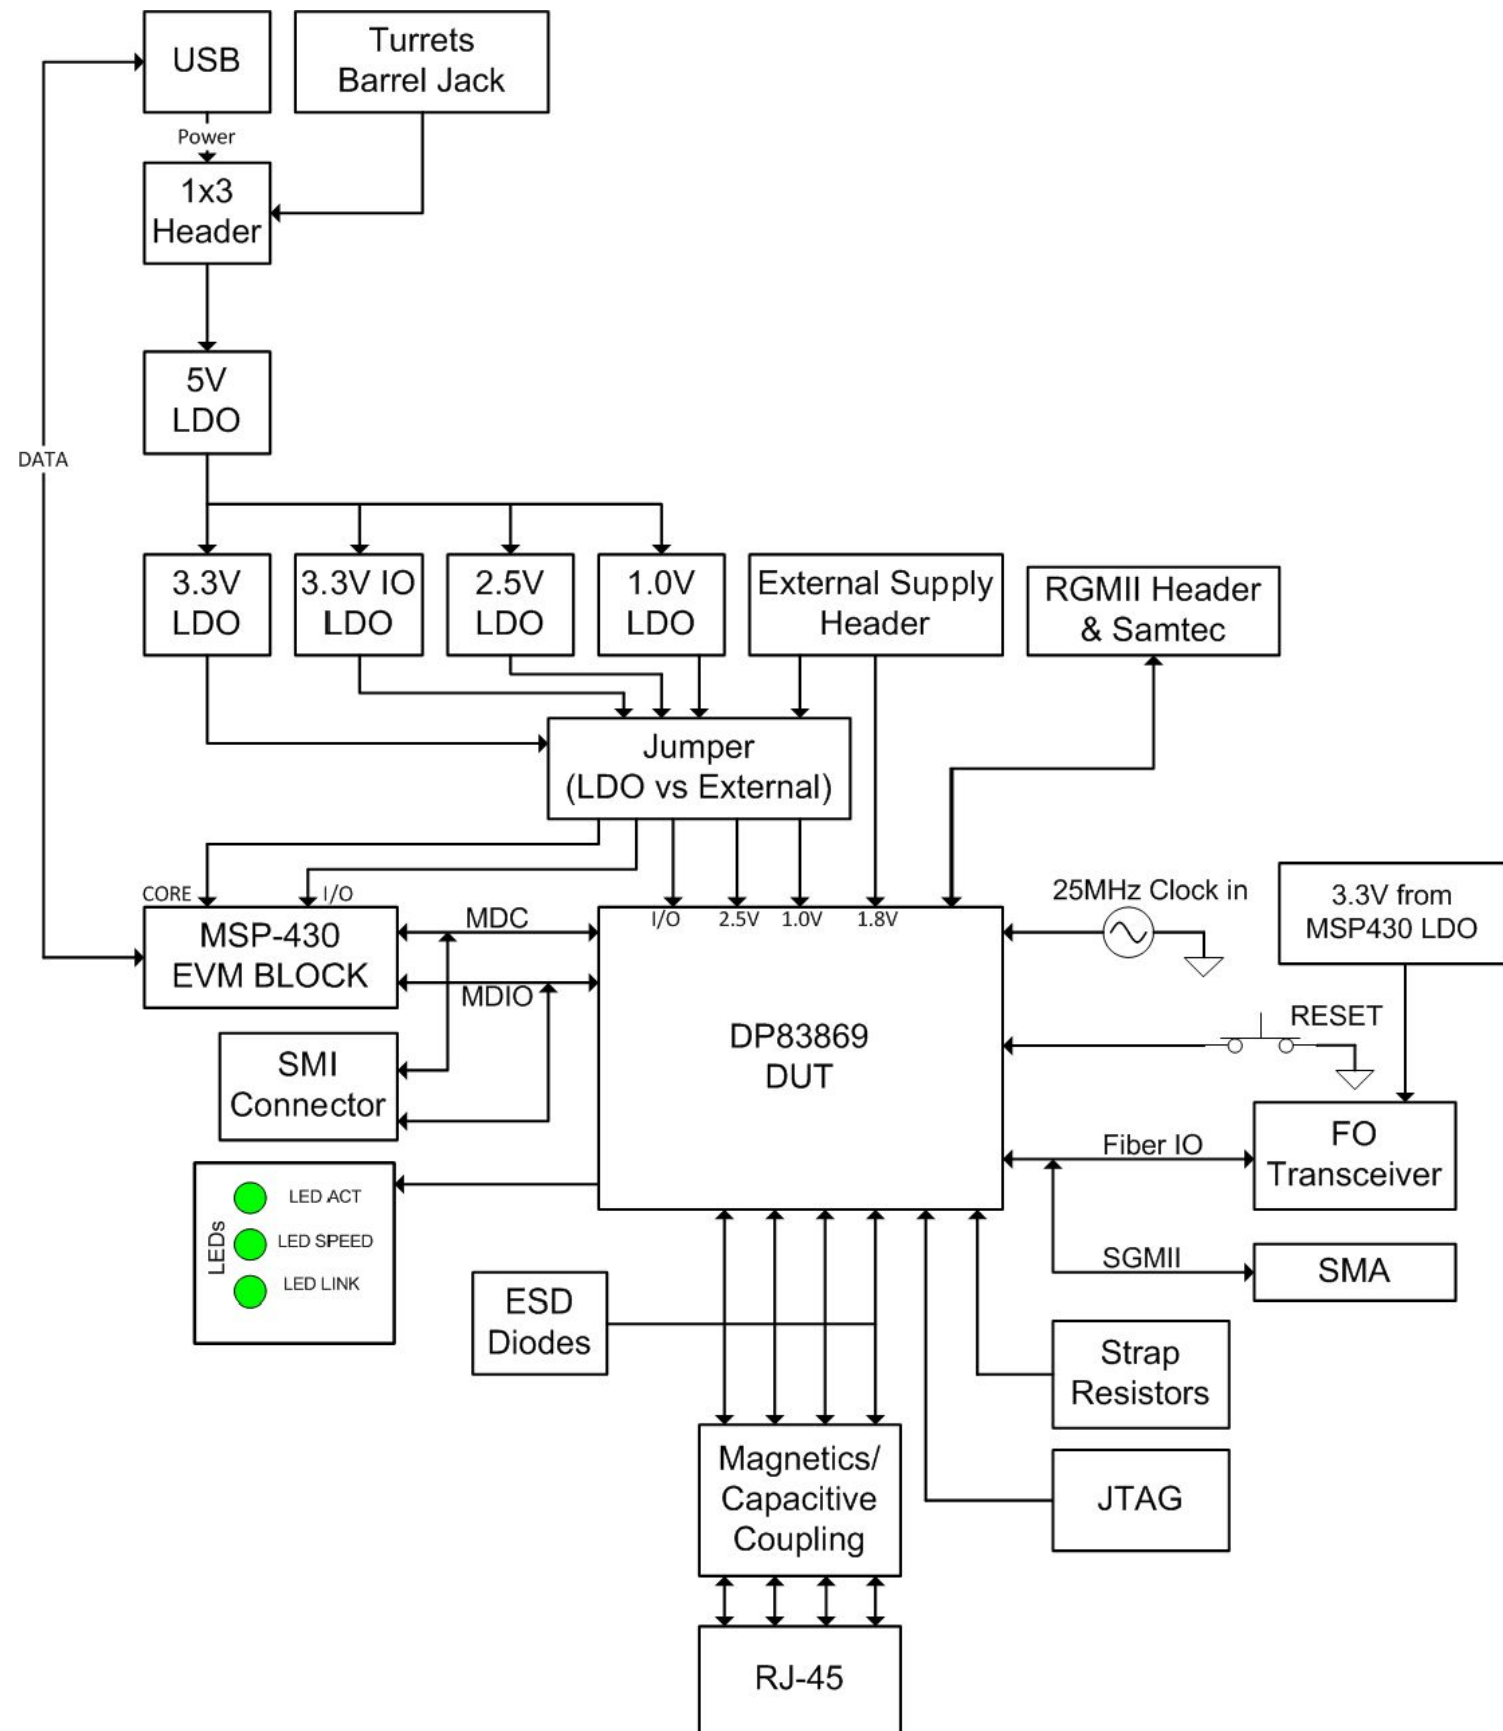 USB
Turrets
Barrel Jack
Power
1x3
Header
5V
LDO
DATA
3.3V
LDO
3.3V IO
LDO
2.5V
LDO
1.0V
LDO
External Supply
Header
RGMII Header
& Samtec
Jumper
(LDO vs External)
CORE
I/O
MSP-430
EVM BLOCK
MDC
MDIO
I/O
2.5V
1.0V
1.8V
DP83869
DUT
25MHz Clock in
3.3V from
MSP430 LDO
RESET
SMI
Connector
FO
Transceiver
Fiber IO
SGMII
SMA
LEDs
LED ACT
LED SPEED
LED LINK
ESD
Diodes
Strap
Resistors
Magnetics/
Capacitive
Coupling
JTAG
RJ-45